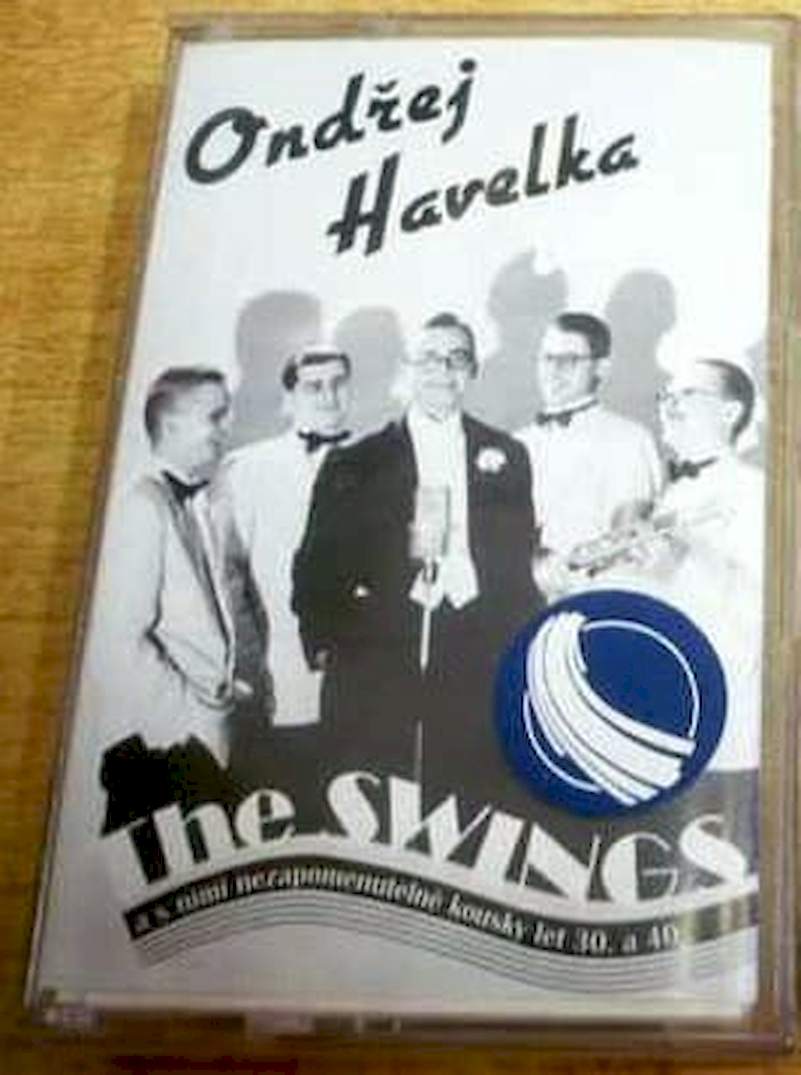 Ondřej
Havelka
The SWINGS
a s nimi nezapomenutelné kousky let 30. a 40.